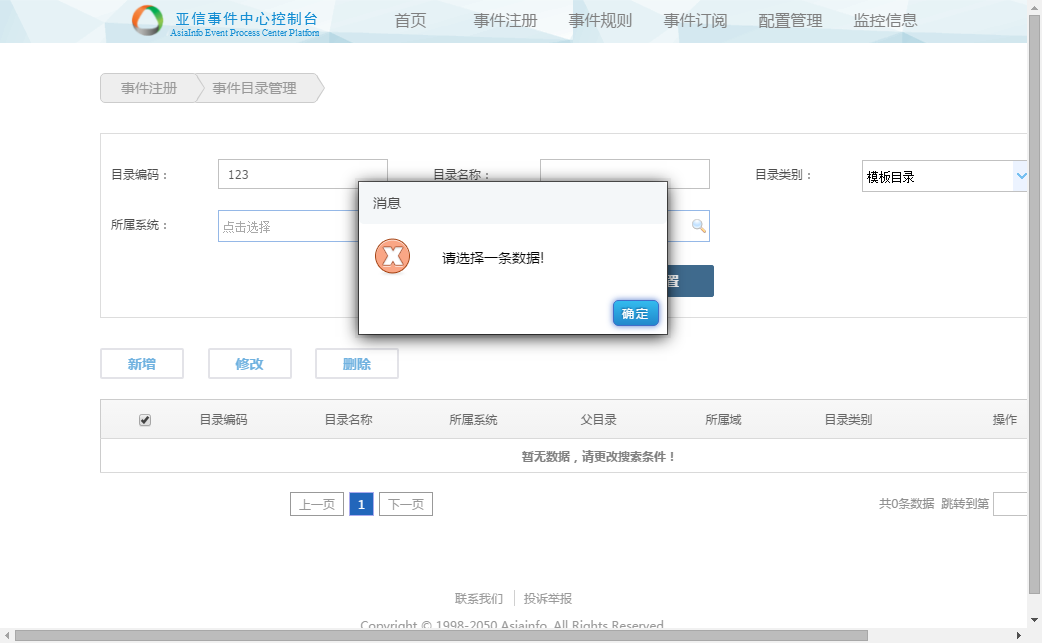 亚信事件中心控制台
AsiaInfo Event Process Center Platform
首页 事件注册 事件规则 事件订阅 配置管理 监控信息
事件注册 事件目录管理
目录编码： 123 目录名称： 目录类别： 模板目录
所属系统： 点击选择
消息
请选择一条数据!
置
确定
新增 修改 删除
目录编码 目录名称 所属系统 父目录 所属域 目录类别 操作
暂无数据，请更改搜索条件！
上一页 1 下一页 共0条数据 跳转到第
联系我们 投诉举报
Copyright © 1998-2050 Asiainfo. All Rights Reserved